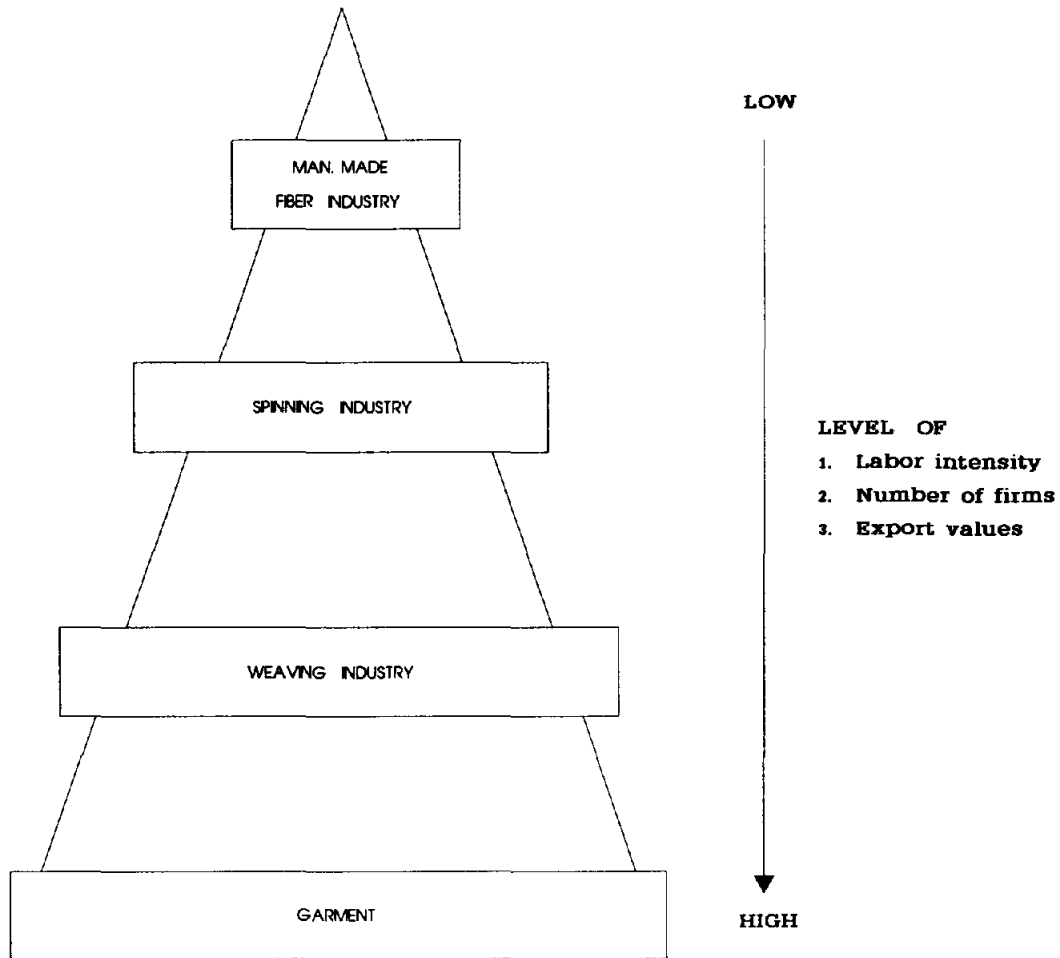 LOW
MAN. MADE
FIBER INDUSTRY
SPINNING INDUSTRY
LEVEL OF
1. Labor intensity
2. Number of firms
3. Export values
WEAVING INDUSTRY
GARMENT
HIGH